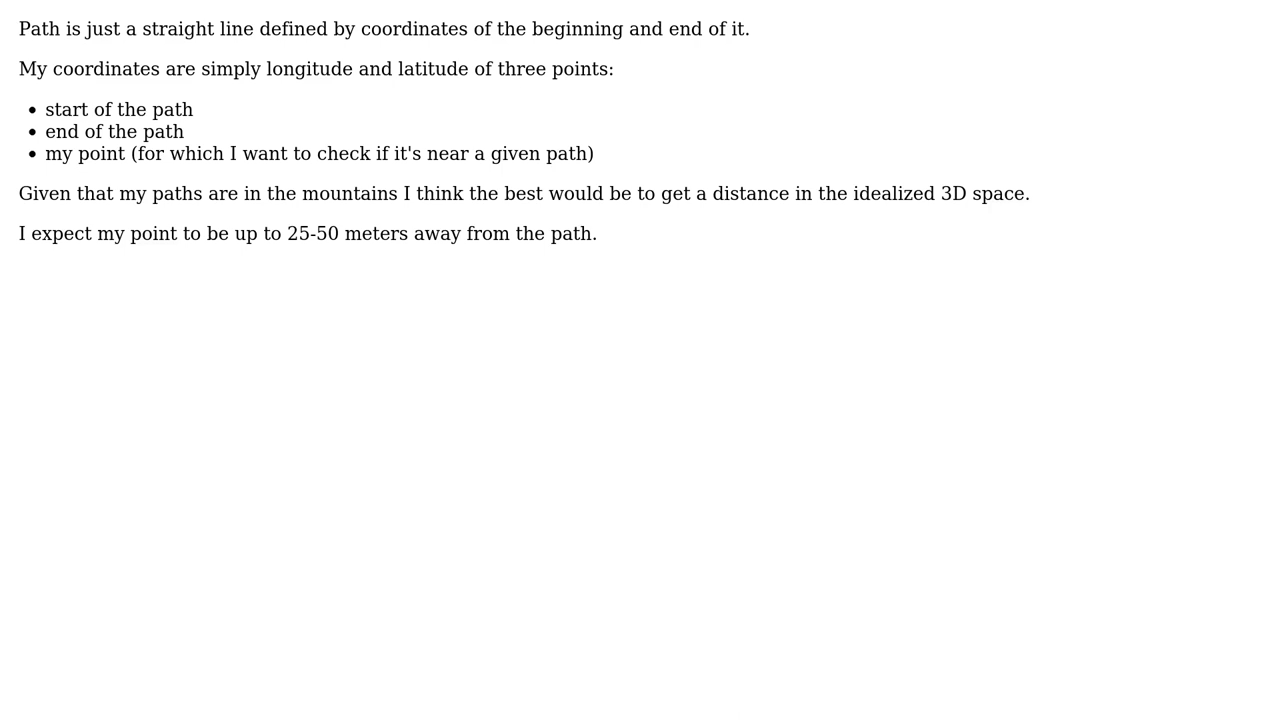 Path is just a straight line defined by coordinates of the beginning and end of it.
My coordinates are simply longitude and latitude of three points:
• start of the path
• end of the path
• my point (for which I want to check if it's near a given path)
Given that my paths are in the mountains I think the best would be to get a distance in the idealized 3D space.
I expect my point to be up to 25-50 meters away from the path.